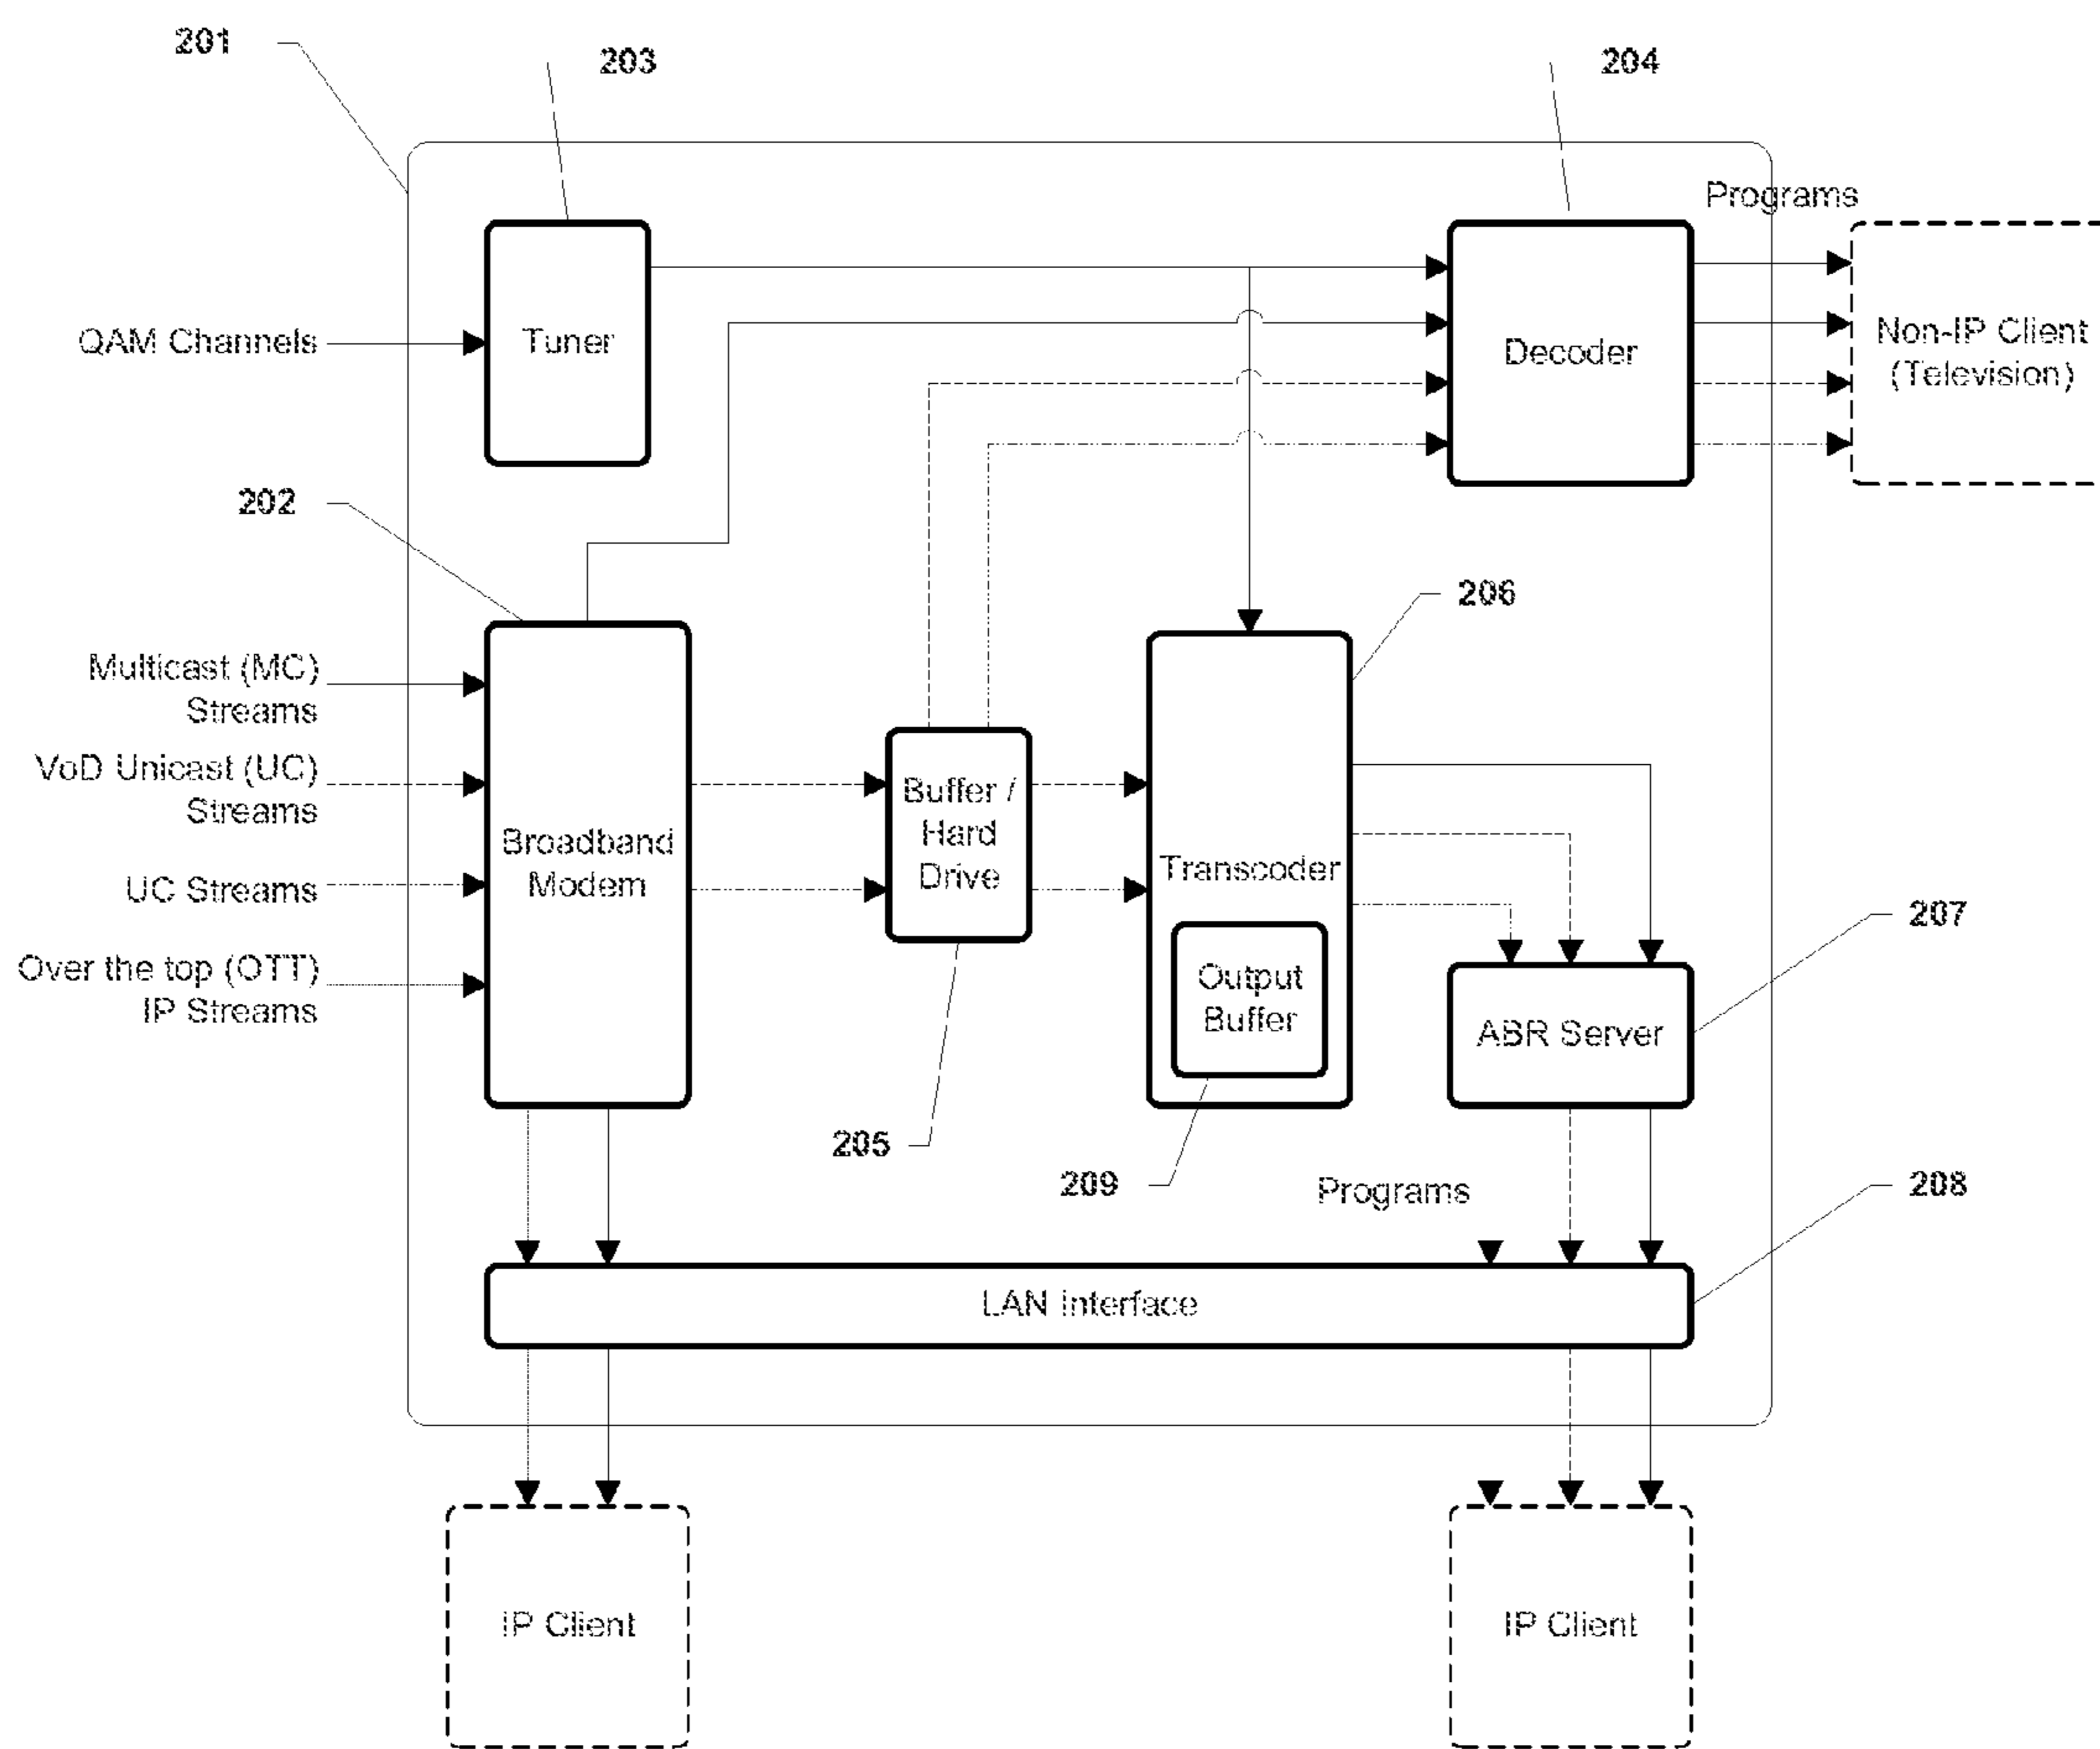 201
203
204
Programs
QAM Channels
Tuner
Decoder
Non-IP Client
(Television)
202
206
Multicast (MC)
Streams
VoD Unicast (UC)
Streams
UC Streams
Over the top (OTT)
IP Streams
Broadband
Modem
Buffer /
Hard
Drive
Transcoder
Output
Buffer
207
ABR Server
205
209
Programs
208
LAN Interface
IP Client
IP Client